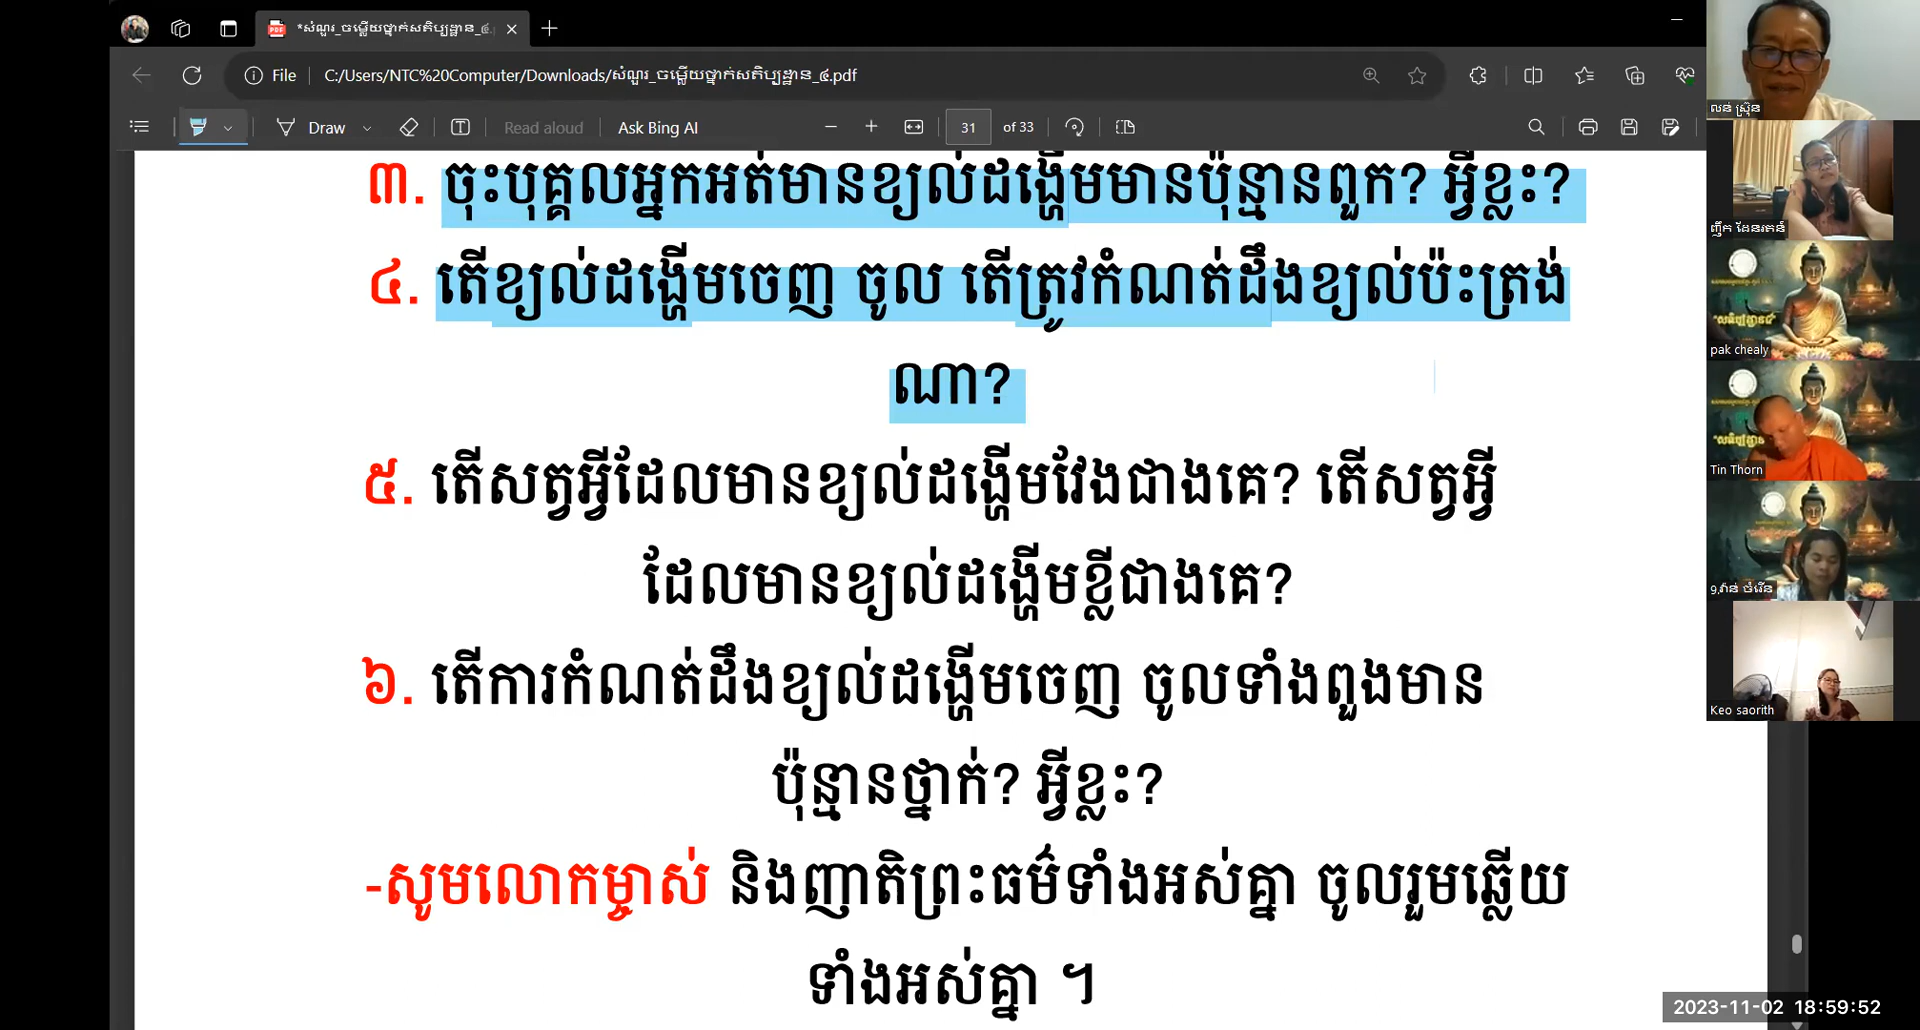 *សំណួរ_ចម្លើយថ្នាក់សតិប្បដ្ឋាន_៤.
File C:/Users/NTC%20Computer/Downloads/សំណួរ_ចម្លើយថ្នាក់សតិប្បដ្ឋាន_៤.pdf
Draw Read aloud Ask Bing AI 31 of 33
៣. ចុះបុគ្គលអ្នកអត់មានខ្យល់ដង្ហើមមានប៉ុន្មានពួក? អ្វីខ្លះ?
៤. តើខ្យល់ដង្ហើមចេញ ចូល តើត្រូវកំណត់ដឹងខ្យល់ប៉ះត្រង់
ណា?
៥. តើសត្វអ្វីដែលមានខ្យល់ដង្ហើមវែងជាងគេ? តើសត្វអ្វី
ដែលមានខ្យល់ដង្ហើមខ្លីជាងគេ?
៦. តើការកំណត់ដឹងខ្យល់ដង្ហើមចេញ ចូលទាំងពួងមាន
ប៉ុន្មានថ្នាក់? អ្វីខ្លះ?
-សូមលោកម្ចាស់ និងញាតិព្រះធម៌ទាំងអស់គ្នា ចូលរួមឆ្លើយ
ទាំងអស់គ្នា ។
លន់ ស្រ៊ុន
pak chealy
Tin Thorn
Keo saorith
2023-11-02 18:59:52